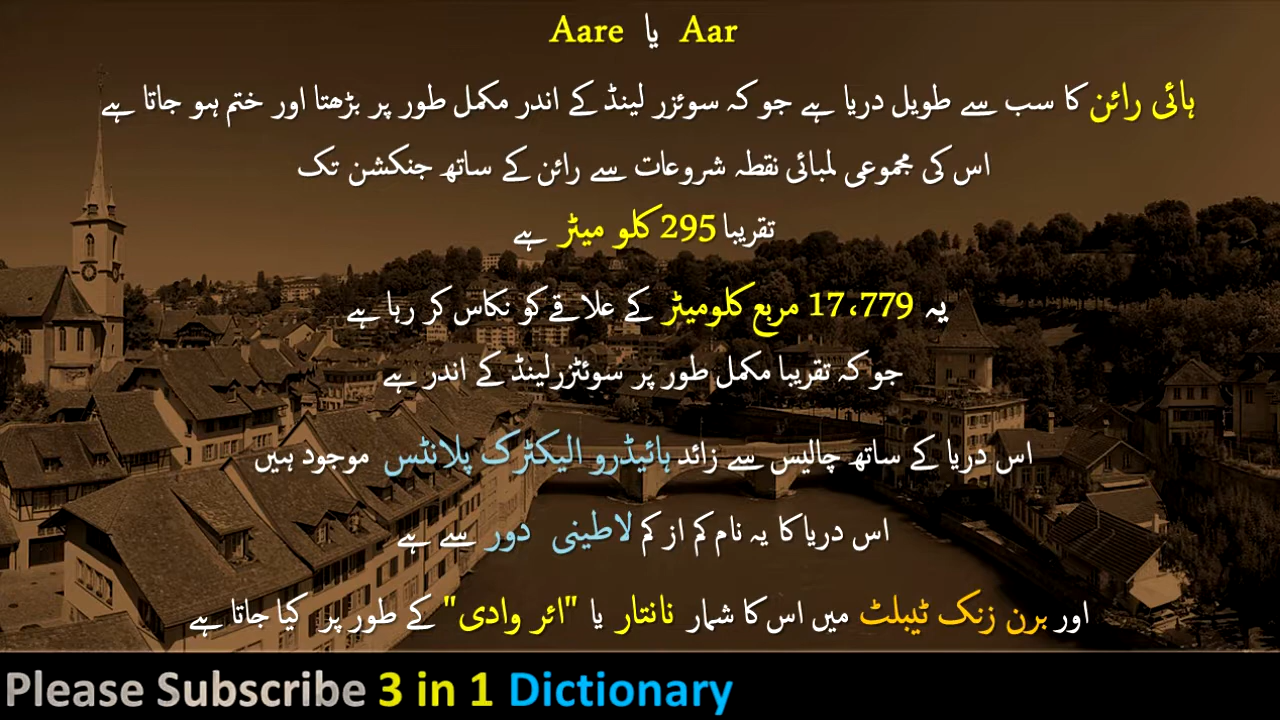 Aar یا Aare
ہائی رائن کا سب سے طویل دریا ہے جو کہ سوئزر لینڈ کے اندر مکمل طور پر بڑھتا اور ختم ہو جاتا ہے
اس کی مجموعی لمبائی نقطہ شروعات سے رائن کے ساتھ جنکشن تک
تقریبا 295 کلو میٹر ہے
یہ 17،779 مربع کلومیٹر کے علاقے کو نکاس کر رہا ہے
جو کہ تقریبا مکمل طور پر سوئٹزرلینڈ کے اندر ہے
اس دریا کے ساتھ چالیس سے زائد ہائیڈرو الیکٹرک پلانٹس موجود ہیں
اس دریا کا یہ نام کم از کم لاطینی دور سے ہے
اور برن زنک ٹیبلٹ میں اس کا شمار نانتار یا "ائر وادی" کے طور پر کیا جاتا ہے
Please Subscribe 3 in 1 Dictionary